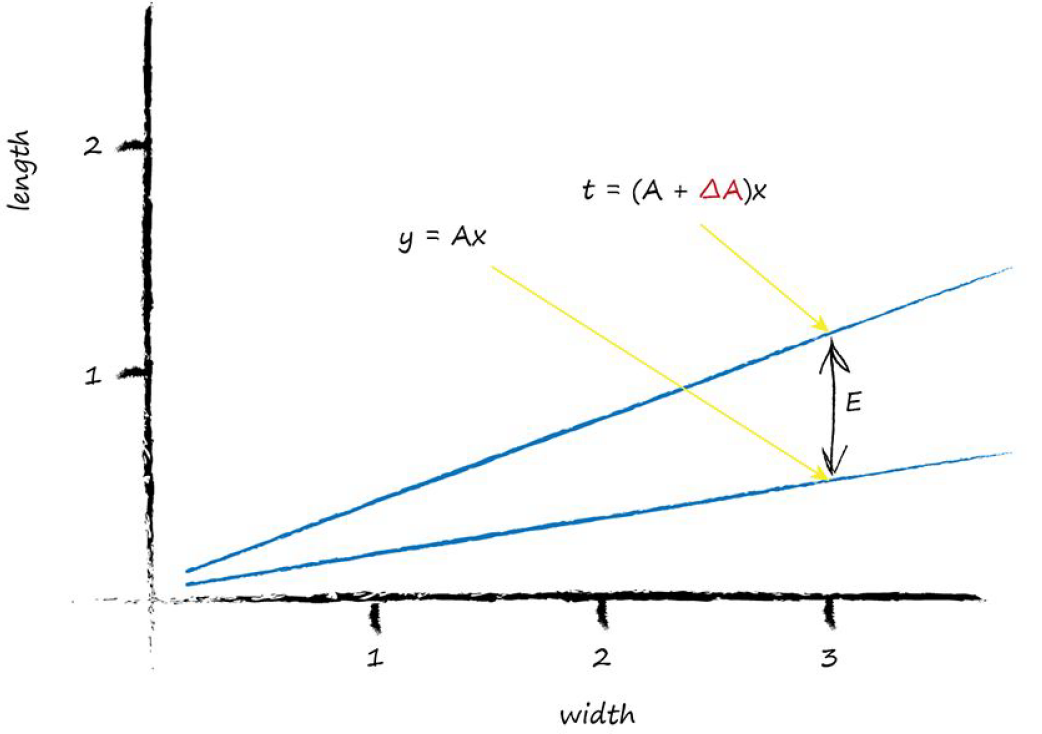 length
2
1
t = (A + ΔA)x
y = Ax
E
1
2
3
width